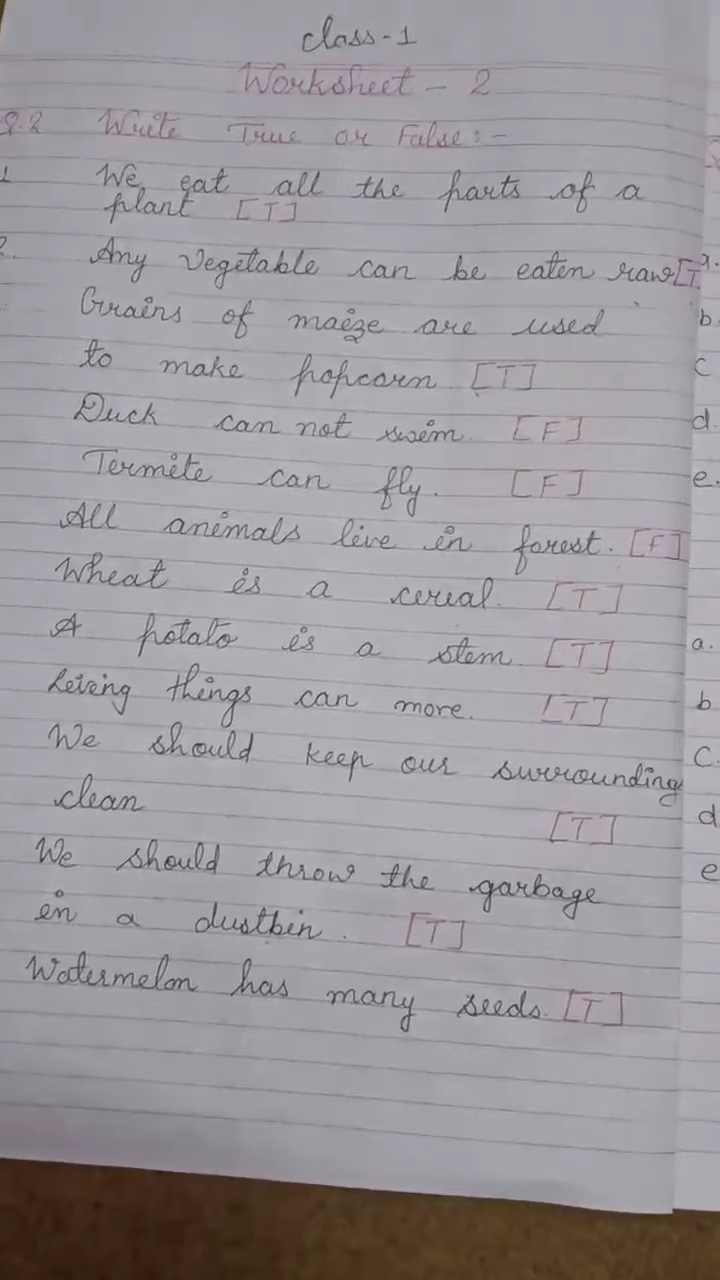 class-1
Worksheet - 2
Q.2 Write True or False:-
1 We eat all the parts of a
plant [T]
2. Any vegetable can be eaten raw [T
Grains of maize are used
to make popcorn [T]
Duck can not swim. [F]
Termite can fly. [F]
All animals live in forest. [F]
Wheat is a cereal. [T]
A potato is a stem. [T]
Living things can more. [T]
We should keep our surrounding
clean
[T]
We should throw the garbage
in a dustbin. [T]
Watermelon has many seeds. [T]
a.
b
c
d.
e.
a.
b
c.
d
e